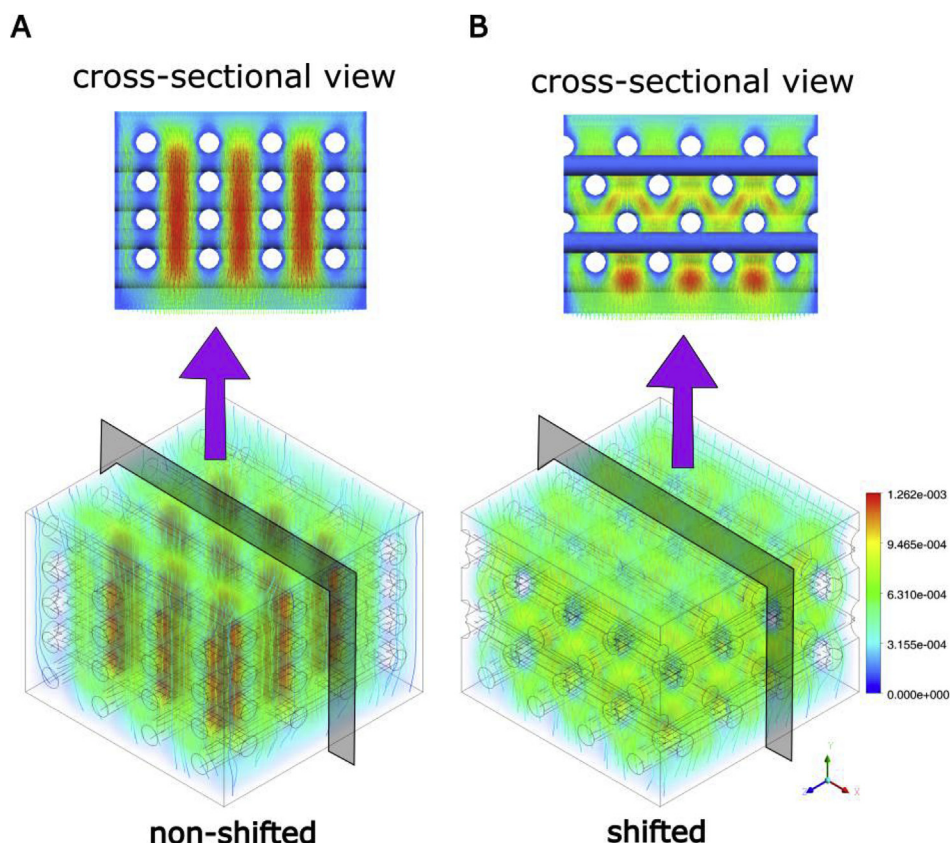 A
B
cross-sectional view
cross-sectional view
1.262e-003
9.465e-004
6.310e-004
3.155e-004
0.000e+000
Y
Z
X
non-shifted
shifted